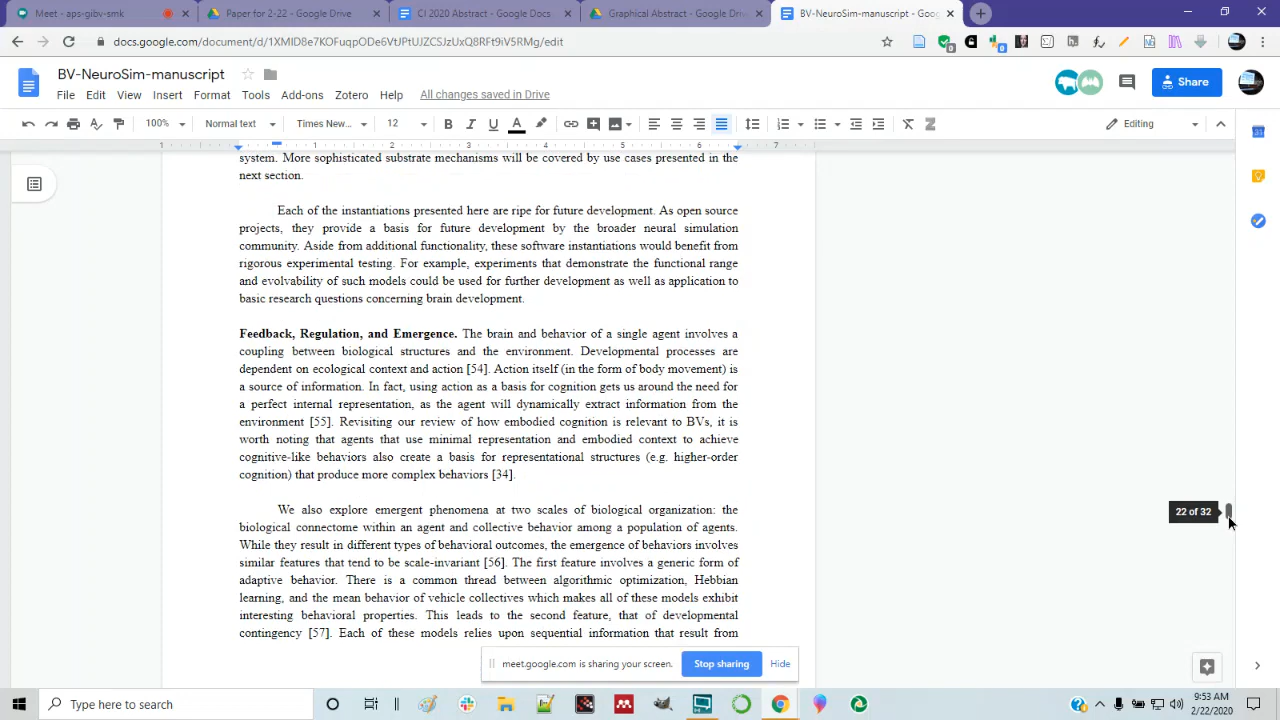 Meet - aps-qibv-smk
Paper for 2-22 - Google Drive
CI 2020 Abstract - Google Docs
Graphical Abstract - Google Driv
BV-NeuroSim-manuscript - Goog
docs.google.com/document/d/1XMID8e7KOFuqpODe6VtJPtUJZCSJzUxQ8RFt9iV5RMg/edit
BV-NeuroSim-manuscript
File Edit View Insert Format Tools Add-ons Zotero Help All changes saved in Drive
Share
100% Normal text Times New... 12 Editing
1 1 2 3 4 5 6 7
system. More sophisticated substrate mechanisms will be covered by use cases presented in the
next section.
Each of the instantiations presented here are ripe for future development. As open source
projects, they provide a basis for future development by the broader neural simulation
community. Aside from additional functionality, these software instantiations would benefit from
rigorous experimental testing. For example, experiments that demonstrate the functional range
and evolvability of such models could be used for further development as well as application to
basic research questions concerning brain development.
Feedback, Regulation, and Emergence. The brain and behavior of a single agent involves a
coupling between biological structures and the environment. Developmental processes are
dependent on ecological context and action [54]. Action itself (in the form of body movement) is
a source of information. In fact, using action as a basis for cognition gets us around the need for
a perfect internal representation, as the agent will dynamically extract information from the
environment [55]. Revisiting our review of how embodied cognition is relevant to BVs, it is
worth noting that agents that use minimal representation and embodied context to achieve
cognitive-like behaviors also create a basis for representational structures (e.g. higher-order
cognition) that produce more complex behaviors [34].
We also explore emergent phenomena at two scales of biological organization: the
biological connectome within an agent and collective behavior among a population of agents.
While they result in different types of behavioral outcomes, the emergence of behaviors involves
similar features that tend to be scale-invariant [56]. The first feature involves a generic form of
adaptive behavior. There is a common thread between algorithmic optimization, Hebbian
learning, and the mean behavior of vehicle collectives which makes all of these models exhibit
interesting behavioral properties. This leads to the second feature, that of developmental
contingency [57]. Each of these models relies upon sequential information that result from
22 of 32
meet.google.com is sharing your screen. Stop sharing Hide
Type here to search
9:53 AM
2/22/2020